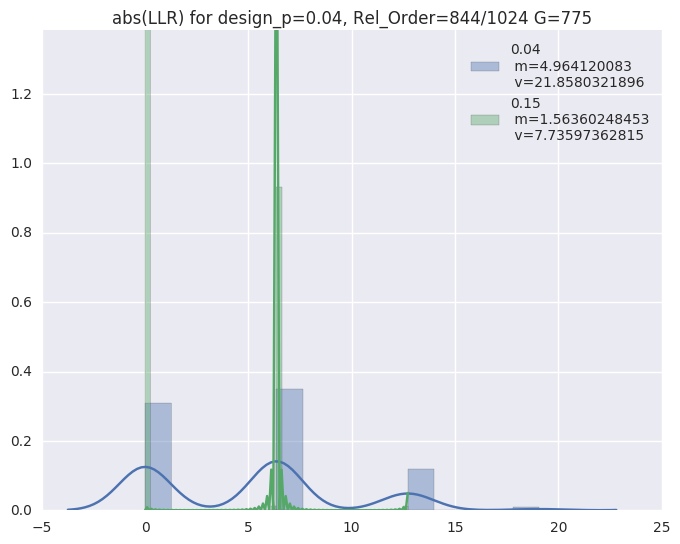 abs(LLR) for design_p=0.04, Rel_Order=844/1024 G=775
0.04
m=4.964120083
v=21.8580321896
0.15
m=1.56360248453
v=7.73597362815
1.2
1.0
0.8
0.6
0.4
0.2
0.0
−5 0 5 10 15 20 25